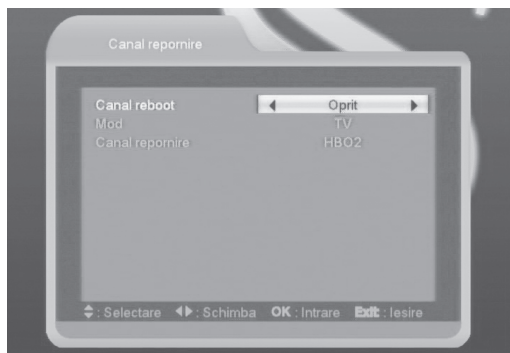 Canal repornire
Canal reboot Oprit
Mod TV
Canal repornire HBO2
: Selectare : Schimba OK : Intrare Exit : Iesire